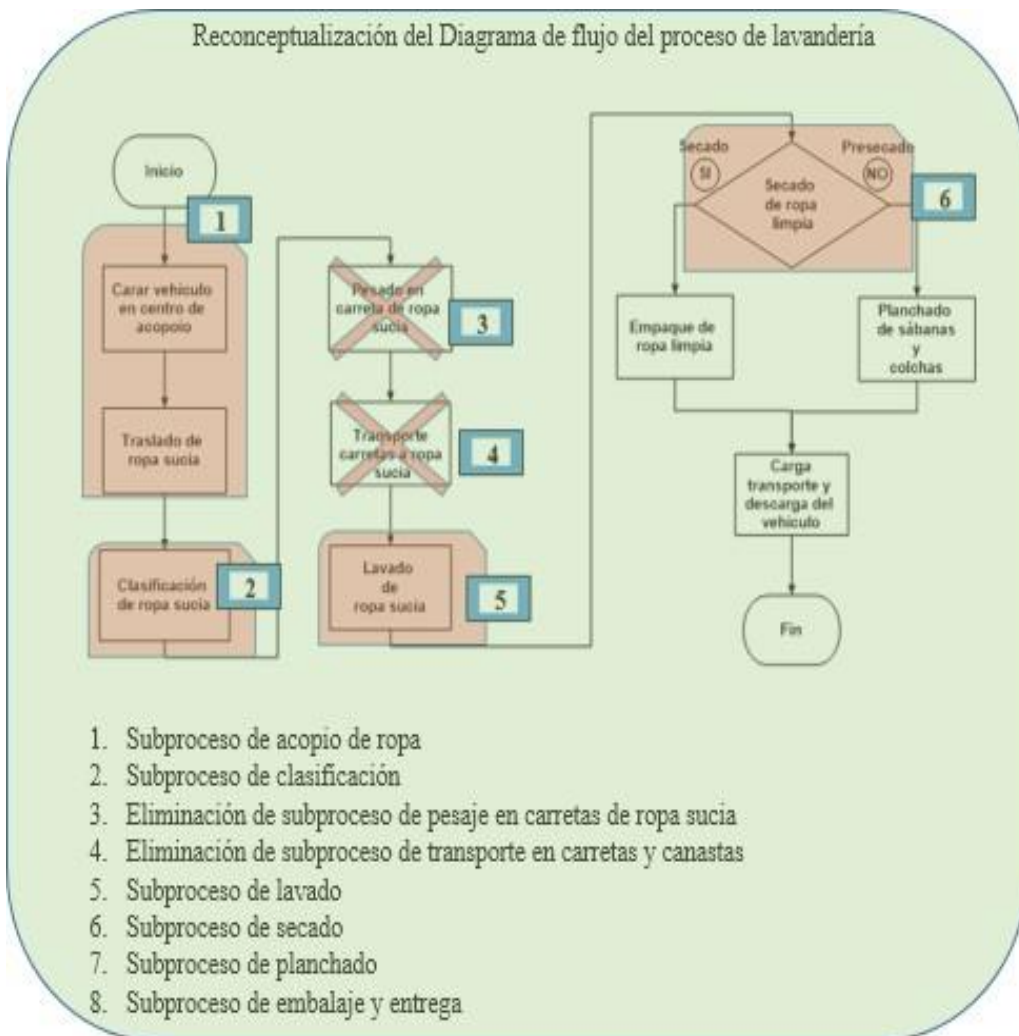 Reconceptualización del Diagrama de flujo del proceso de lavandería
Inicio
1
Carar vehiculo
en centro de
acopoio
Traslado de
ropa sucia
Clasificación
de ropa sucia
2
Pesado en
carreta de ropa
sucia
3
Transporte
carretas a ropa
sucia
4
Lavado
de
ropa sucia
5
Secado
SI
Presecado
NO
Secado
de ropa
limpia
6
Empaque de
ropa limpia
Planchado
de sábanas
y
colchas
Carga
transporte y
descarga del
vehiculo
Fin
1. Subproceso de acopio de ropa
2. Subproceso de clasificación
3. Eliminación de subproceso de pesaje en carretas de ropa sucia
4. Eliminación de subproceso de transporte en carretas y canastas
5. Subproceso de lavado
6. Subproceso de secado
7. Subproceso de planchado
8. Subproceso de embalaje y entrega